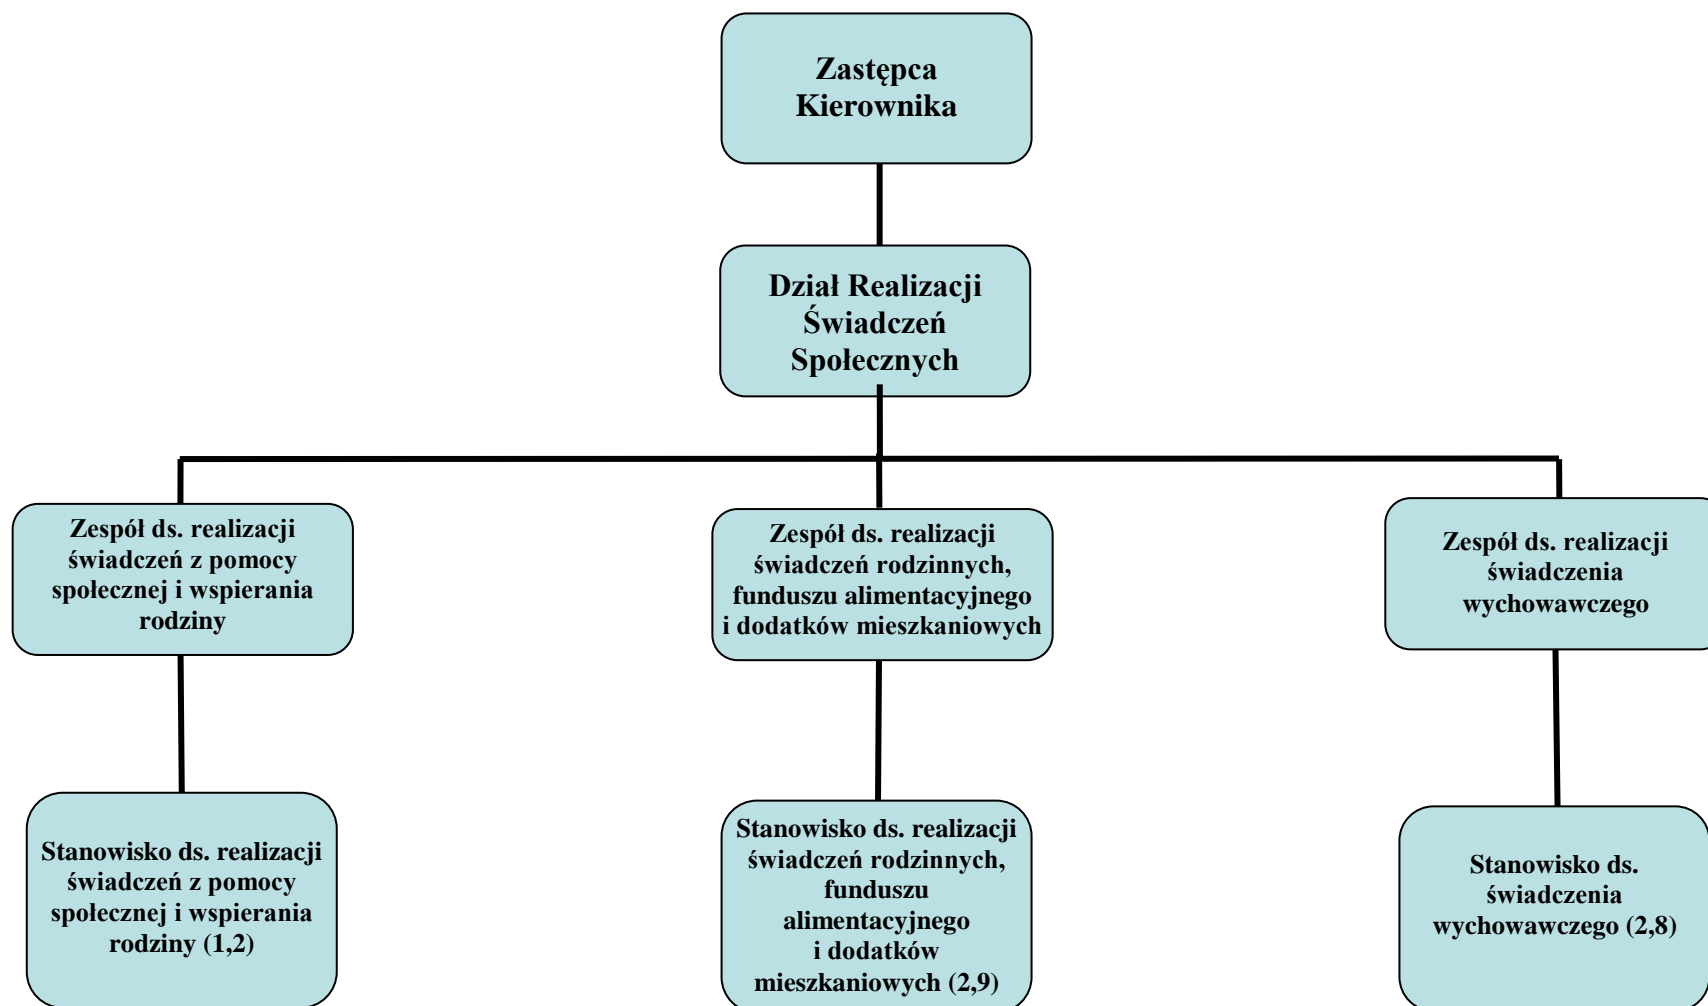 Zastępca
Kierownika
Dział Realizacji
Świadczeń
Społecznych
Zespół ds. realizacji
świadczeń z pomocy
społecznej i wspierania
rodziny
Zespół ds. realizacji
świadczeń rodzinnych,
funduszu alimentacyjnego
i dodatków mieszkaniowych
Zespół ds. realizacji
świadczenia
wychowawczego
Stanowisko ds. realizacji
świadczeń z pomocy
społecznej i wspierania
rodziny (1,2)
Stanowisko ds. realizacji
świadczeń rodzinnych,
funduszu
alimentacyjnego
i dodatków
mieszkaniowych (2,9)
Stanowisko ds.
świadczenia
wychowawczego (2,8)